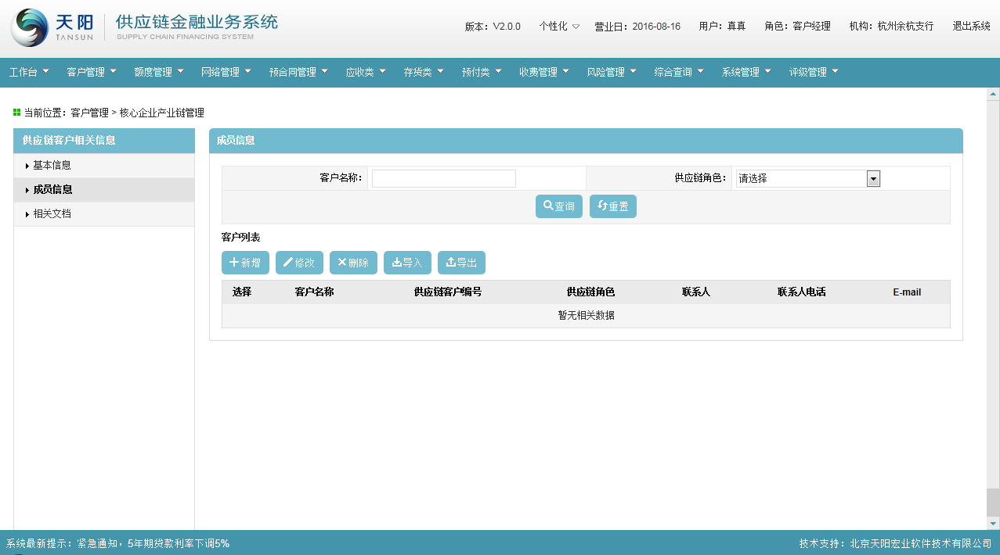 天阳 TANSUN 供应链金融业务系统
SUPPLY CHAIN FINANCING SYSTEM
版本：V2.0.0 个性化 营业日：2016-08-16 用户：真真 角色：客户经理 机构：杭州余杭支行 退出系统
工作台 客户管理 额度管理 网络管理 预合同管理 应收类 存货类 预付类 收费管理 风险管理 综合查询 系统管理 评级管理
当前位置：客户管理 > 核心企业产业链管理
供应链客户相关信息
基本信息
成员信息
相关文档
成员信息
客户名称： 供应链角色： 请选择
查询 重置
客户列表
新增 修改 删除 导入 导出
选择 客户名称 供应链客户编号 供应链角色 联系人 联系人电话 E-mail
暂无相关数据
系统最新提示：紧急通知，5年期贷款利率下调5% 技术支持：北京天阳宏业软件技术有限公司